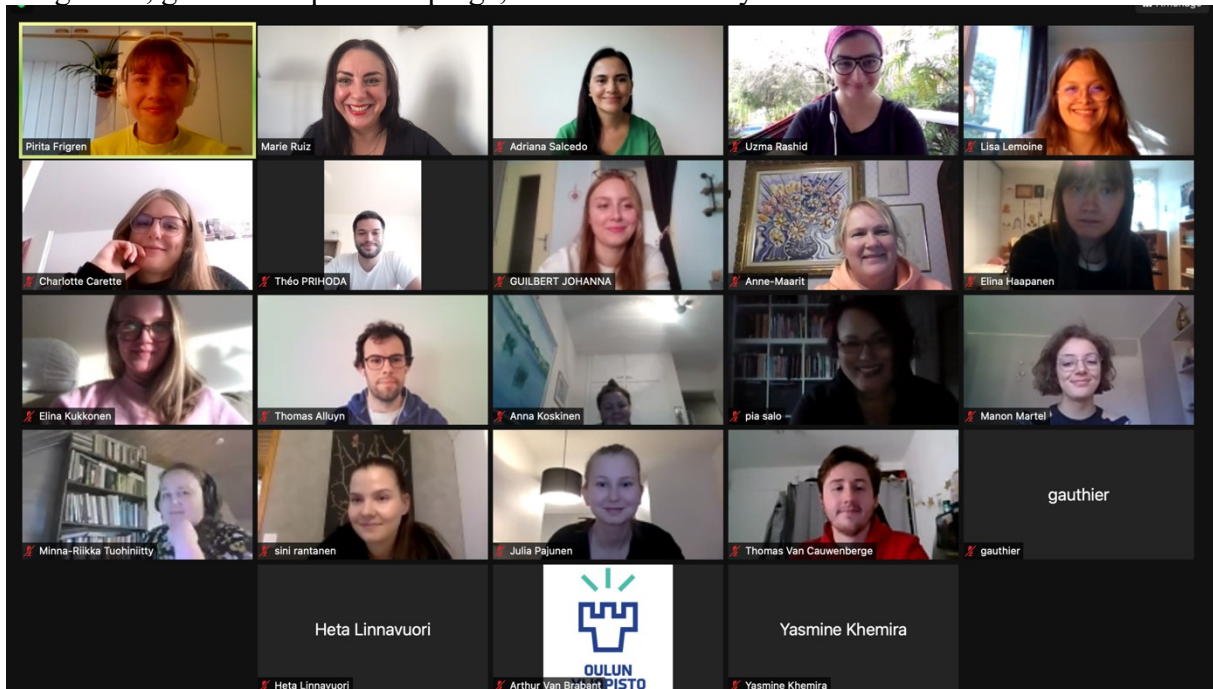 Pirita Frigren
Marie Ruiz
Adriana Salcedo
Uzma Rashid
Lisa Lemoine
Charlotte Carette
Théo PRIHODA
GUILBERT JOHANNA
Anne-Maarit
Elina Haapanen
Elina Kukkonen
Thomas Alluyn
Anna Koskinen
pia salo
Manon Martel
Minna-Riikka Tuohiniitty
sini rantanen
Julia Pajunen
Thomas Van Cauwenberge
gauthier
gauthier
Heta Linnavuori
OULUN
Yasmine Khemira
Heta Linnavuori
Arthur Van Brabant
Yasmine Khemira